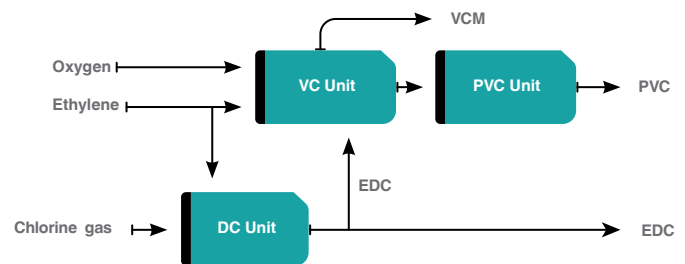 VCM
Oxygen
VC Unit
PVC Unit
PVC
Ethylene
EDC
Chlorine gas
DC Unit
EDC